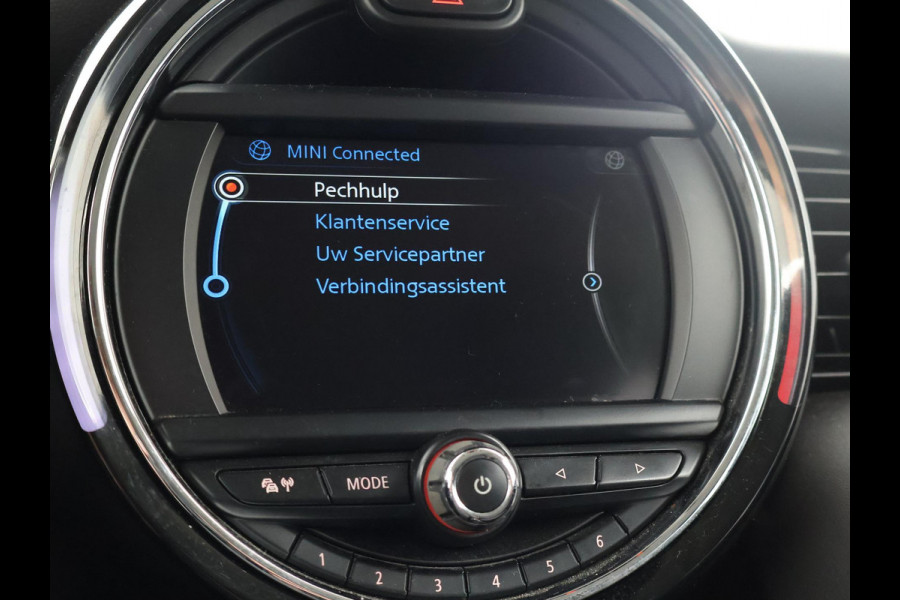 MINI Connected
Pechhulp
Klantenservice
Uw Servicepartner
Verbindingsassistent
MODE
1 2 3 4 5 6